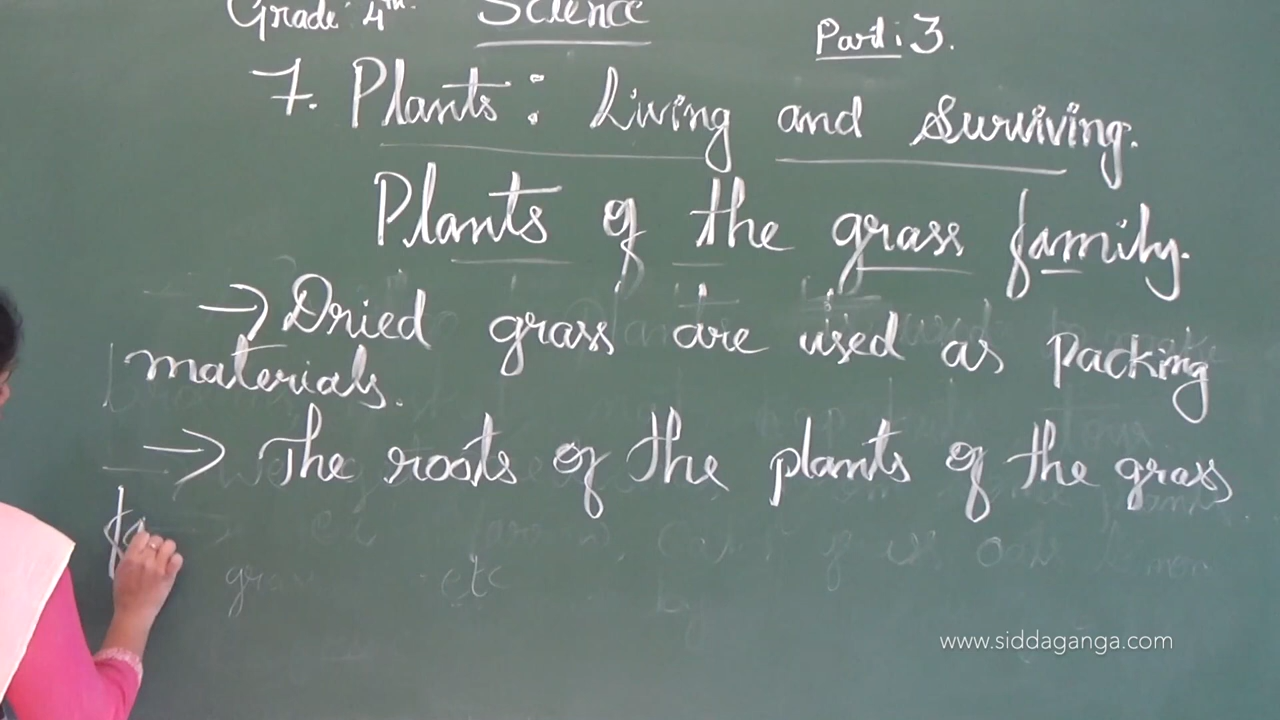 Grade: 4th. Science
Part: 3.
7. Plants: Living and Surviving.
Plants of the grass family.
→ Dried grass are used as packing
materials.
→ The roots of the plants of the grass
fa
www.siddaganga.com